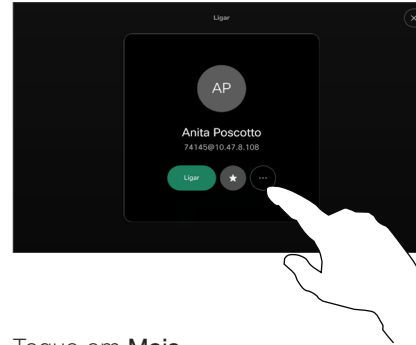 Ligar
AP
Anita Poscotto
74145@10.47.8.108
Ligar
Toque em Mais